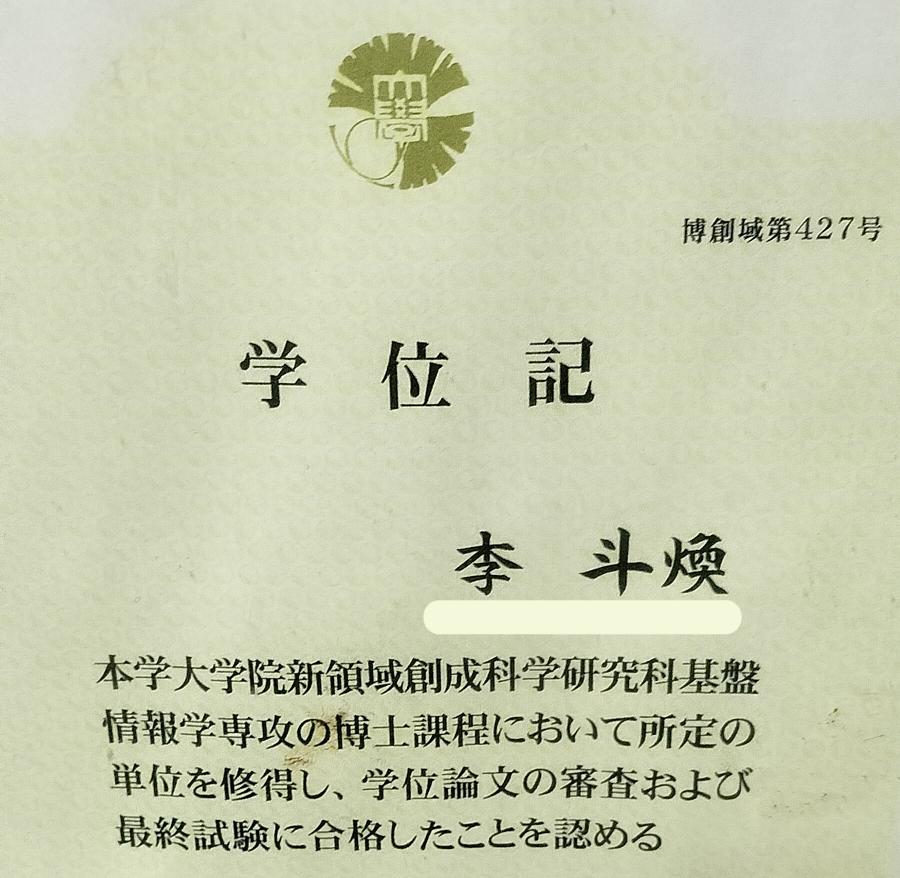 大學
博創域第427号
学位記
李 斗煥
本学大学院新領域創成科学研究科基盤
情報学専攻の博士課程において所定の
単位を修得し、学位論文の審査および
最終試験に合格したことを認める